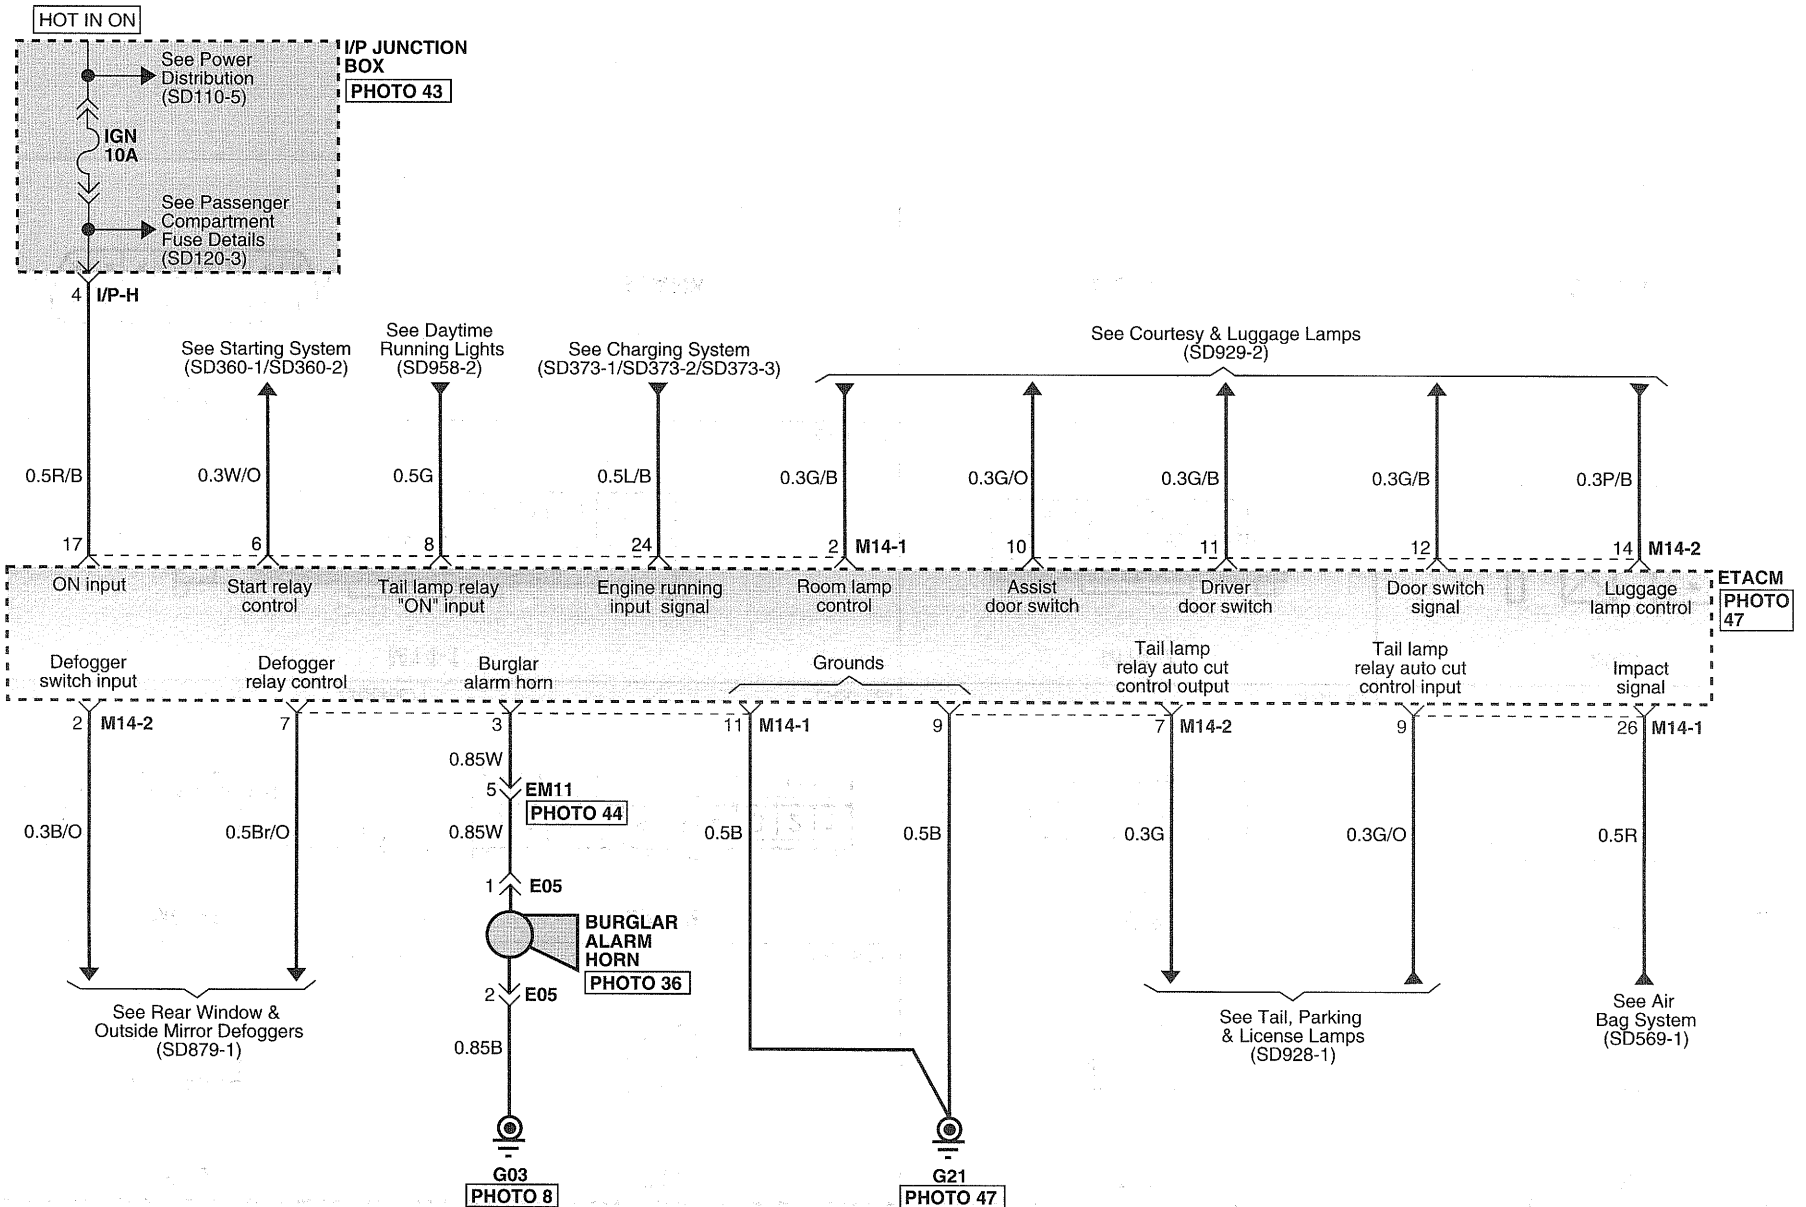 HOT IN ON
I/P JUNCTION
BOX
PHOTO 43
See Power
Distribution
(SD110-5)
IGN
10A
See Passenger
Compartment
Fuse Details
(SD120-3)
4 I/P-H
See Starting System
(SD360-1/SD360-2)
See Daytime
Running Lights
(SD958-2)
See Charging System
(SD373-1/SD373-2/SD373-3)
See Courtesy & Luggage Lamps
(SD929-2)
0.5R/B
0.3W/O
0.5G
0.5L/B
0.3G/B
0.3G/O
0.3G/B
0.3G/B
0.3P/B
17
6
8
24
2 M14-1
10
11
12
14 M14-2
ETACM
PHOTO
47
ON input
Start relay
control
Tail lamp relay
"ON" input
Engine running
input signal
Room lamp
control
Assist
door switch
Driver
door switch
Door switch
signal
Luggage
lamp control
Defogger
switch input
Defogger
relay control
Burglar
alarm horn
Grounds
Tail lamp
relay auto cut
control output
Tail lamp
relay auto cut
control input
Impact
signal
2 M14-2
7
3
11 M14-1
9
7 M14-2
9
26 M14-1
0.85W
5 EM11
PHOTO 44
0.3B/O
0.5Br/O
0.85W
0.5B
0.5B
0.3G
0.3G/O
0.5R
1 E05
BURGLAR
ALARM
HORN
PHOTO 36
2 E05
See Rear Window &
Outside Mirror Defoggers
(SD879-1)
0.85B
See Tail, Parking
& License Lamps
(SD928-1)
See Air
Bag System
(SD569-1)
G03
PHOTO 8
G21
PHOTO 47